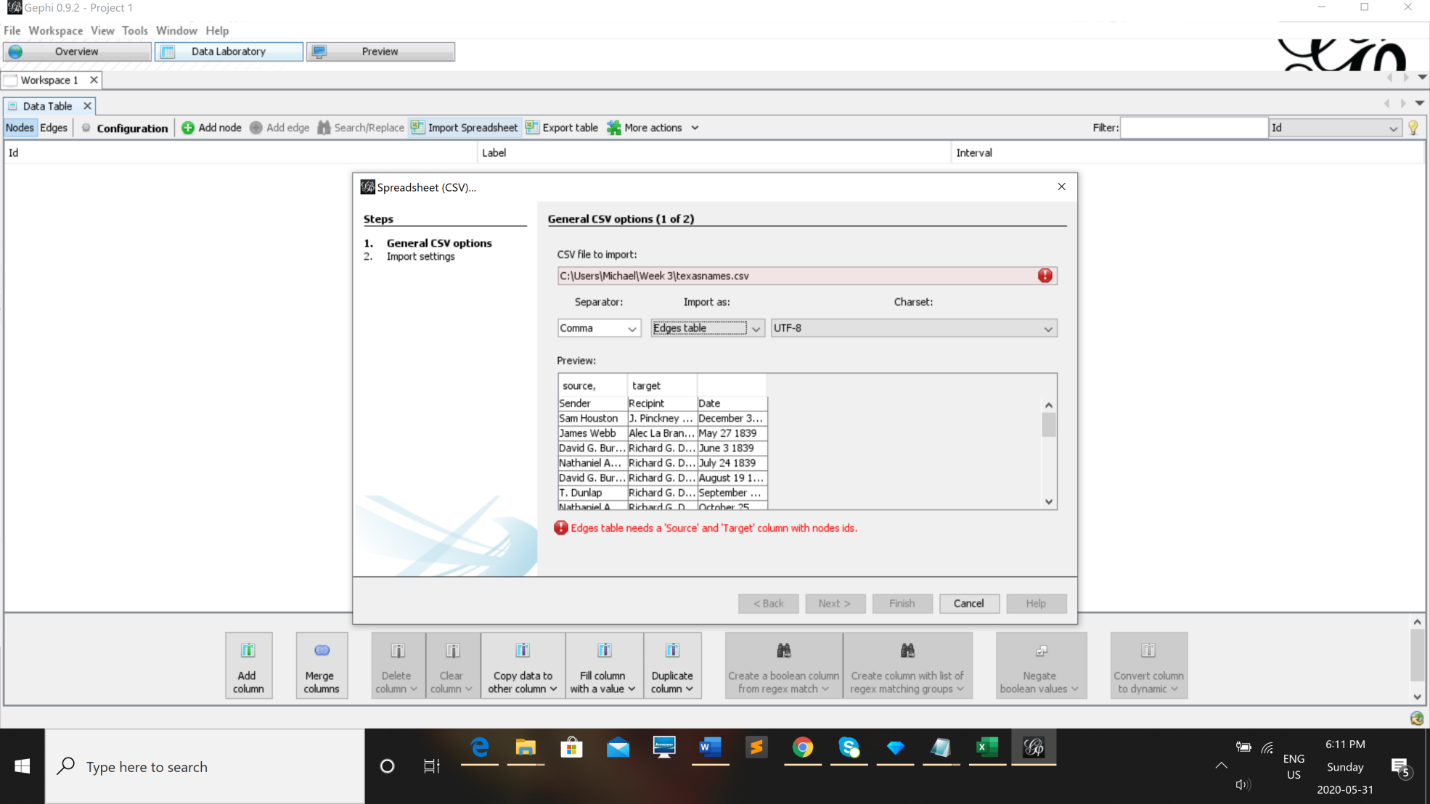 Gephi 0.9.2 - Project 1
File Workspace View Tools Window Help
Overview Data Laboratory Preview
Workspace 1
Data Table
Nodes Edges Configuration Add node Add edge Search/Replace Import Spreadsheet Export table More actions Filter: Id
Id Label Interval
Spreadsheet (CSV)...
Steps General CSV options (1 of 2)
1. General CSV options
2. Import settings
CSV file to import:
C:\Users\Michael\Week 3\texasnames.csv
Separator: Import as: Charset:
Comma Edges table UTF-8
Preview:
source, target
Sender Recipint Date
Sam Houston J. Pinckney ... December 3...
James Webb Alec La Bran... May 27 1839
David G. Bur... Richard G. D... June 3 1839
Nathaniel A... Richard G. D... July 24 1839
David G. Bur... Richard G. D... August 19 1...
T. Dunlap Richard G. D... September ...
Nathaniel A... Richard G. D... October 25
Edges table needs a 'Source' and 'Target' column with nodes ids.
< Back Next > Finish Cancel Help
Add column
Merge columns
Delete column
Clear column
Copy data to other column
Fill column with a value
Duplicate column
Create a boolean column from regex match
Create column with list of regex matching groups
Negate boolean values
Convert column to dynamic
Type here to search
ENG
US
6:11 PM
Sunday
2020-05-31
5